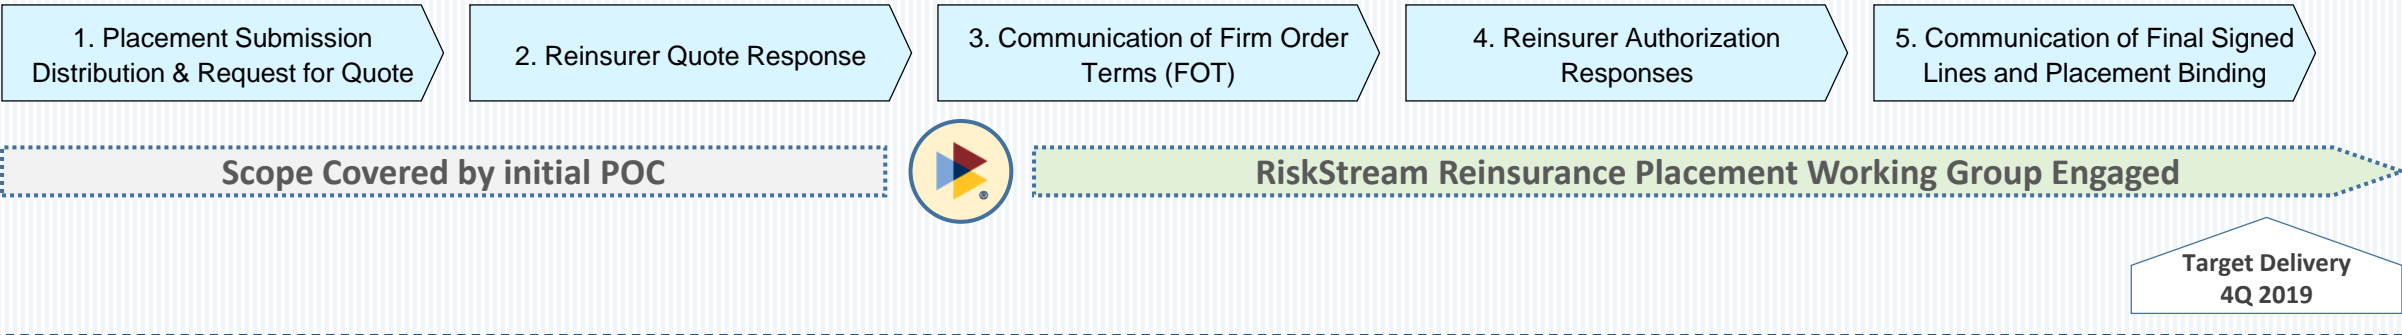 1. Placement Submission
Distribution & Request for Quote
2. Reinsurer Quote Response
3. Communication of Firm Order
Terms (FOT)
4. Reinsurer Authorization
Responses
5. Communication of Final Signed
Lines and Placement Binding
Scope Covered by initial POC
®
RiskStream Reinsurance Placement Working Group Engaged
Target Delivery
4Q 2019